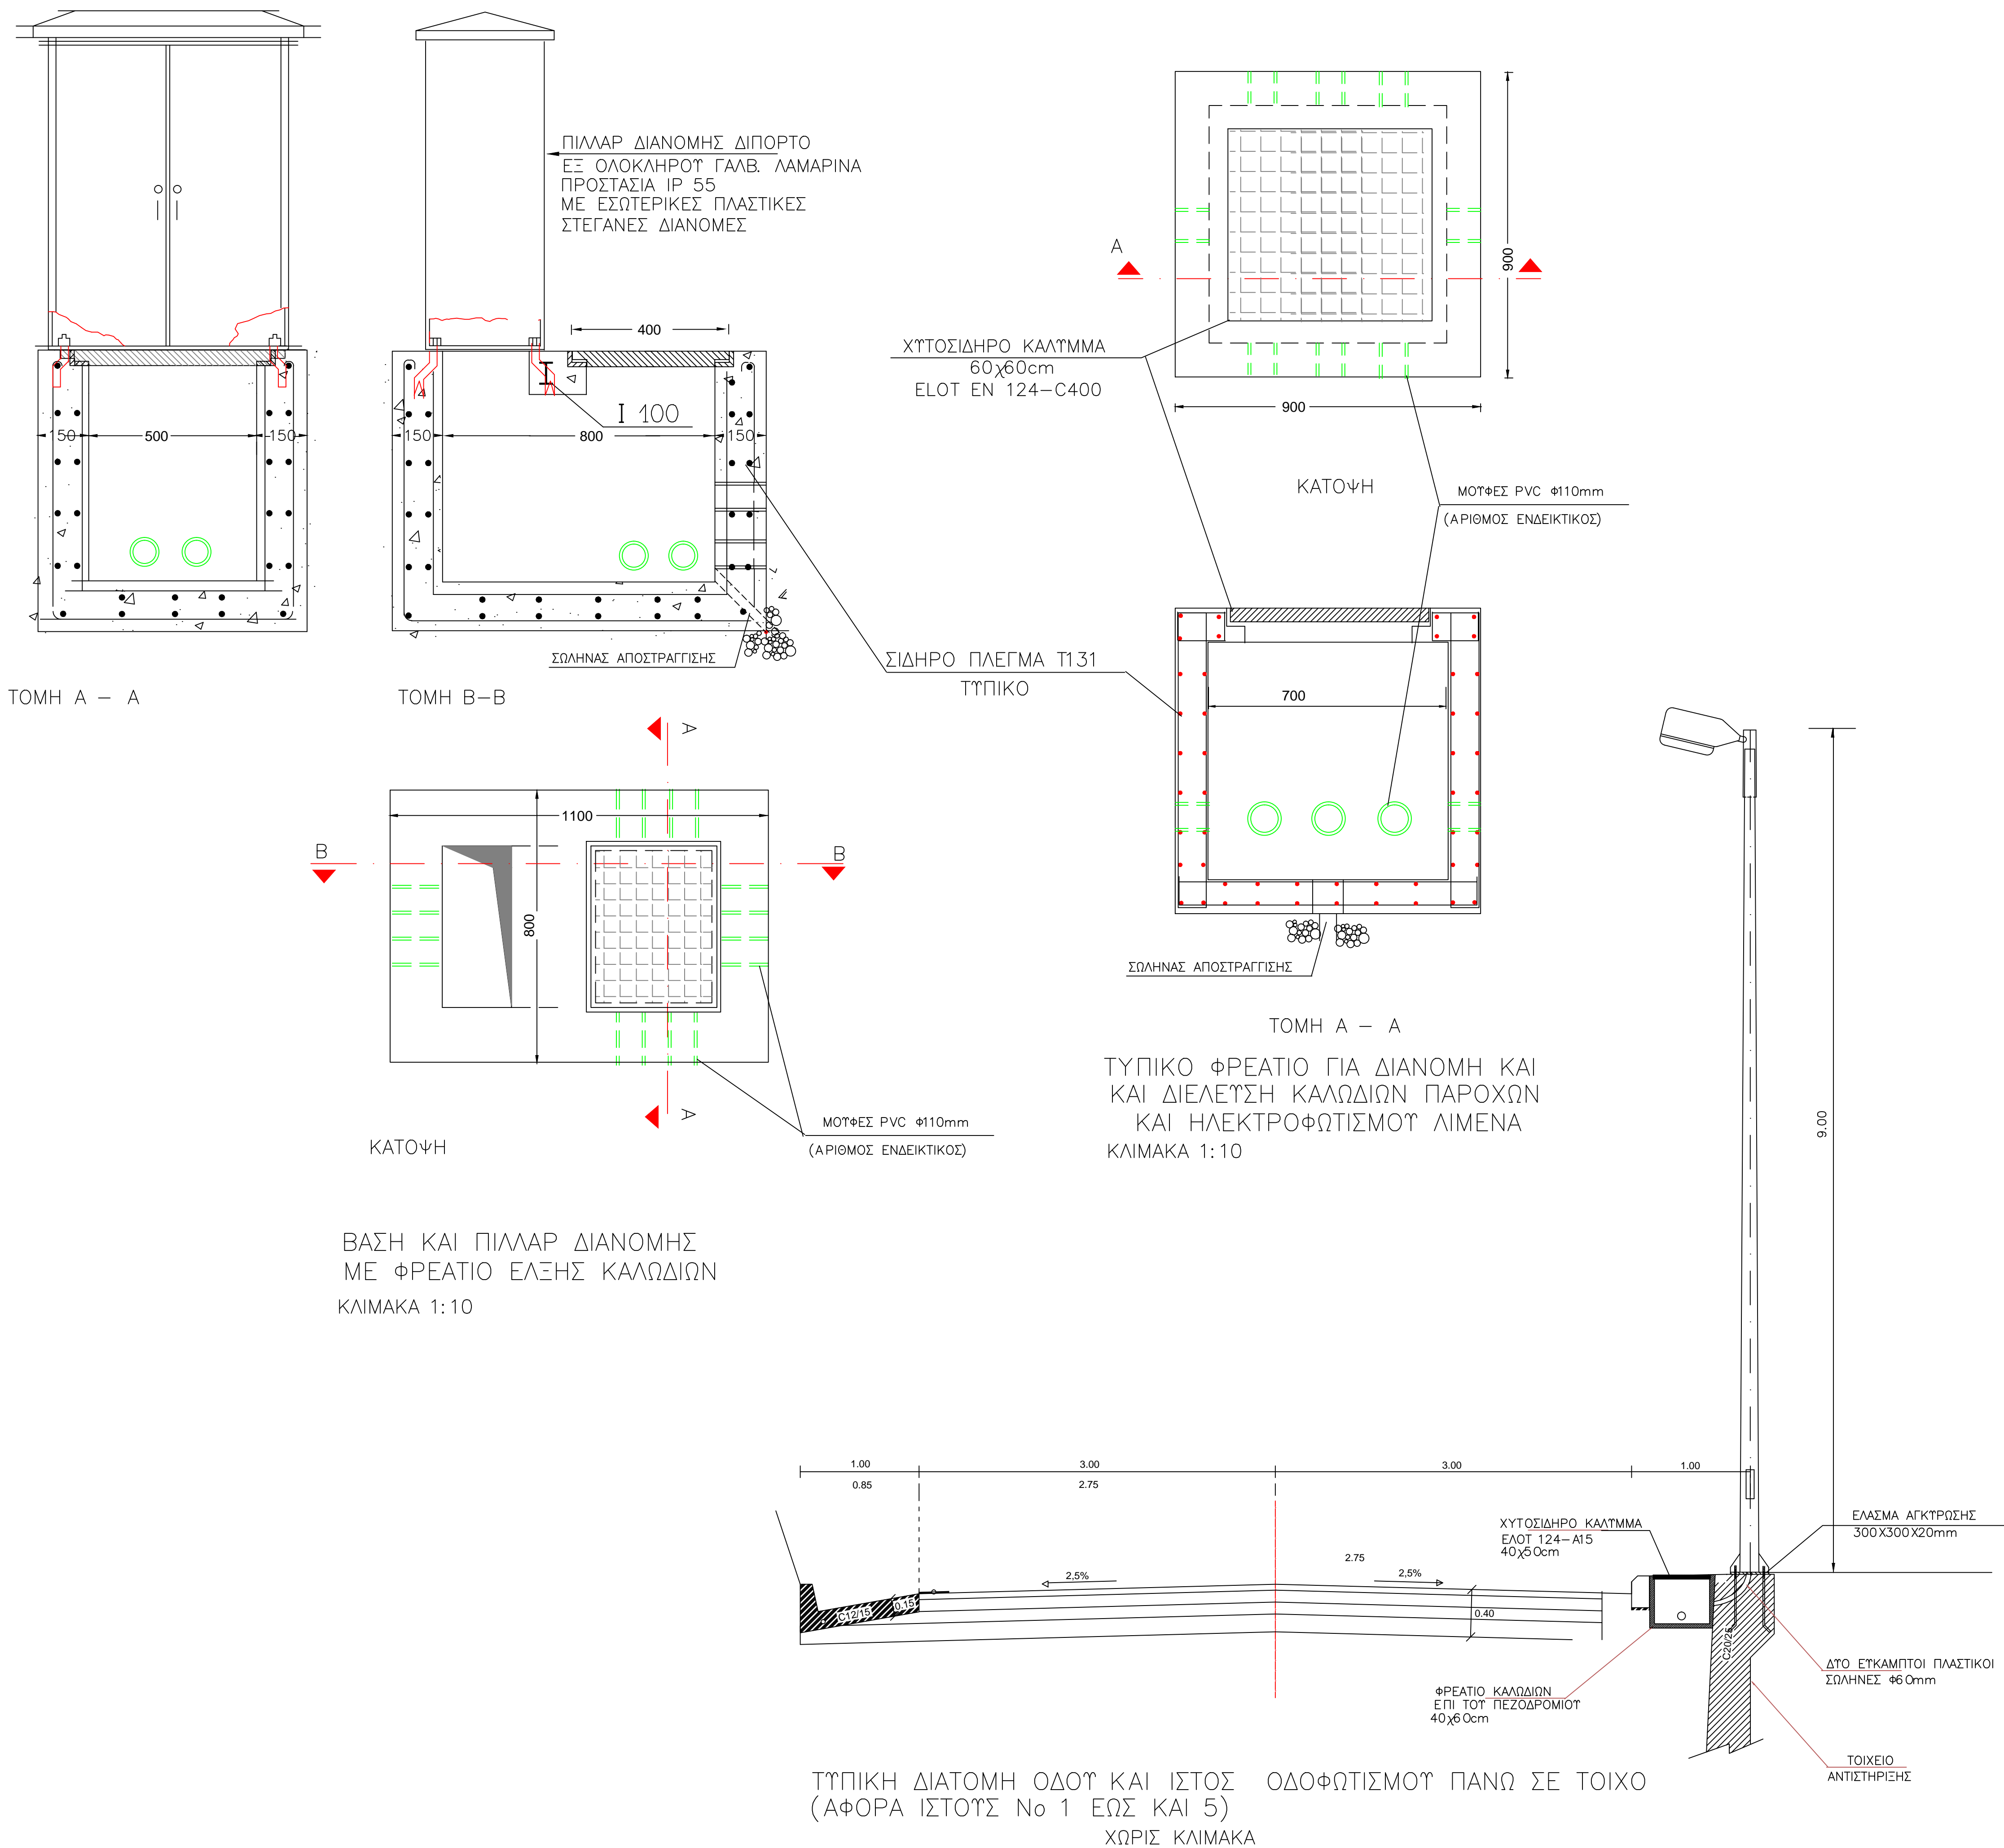 ΠΙΛΛΑΡ ΔΙΑΝΟΜΗΣ ΔΙΠΟΡΤΟ
ΕΞ ΟΛΟΚΛΗΡΟΥ ΓΑΛΒ. ΛΑΜΑΡΙΝΑ
ΠΡΟΣΤΑΣΙΑ IP 55
ΜΕ ΕΣΩΤΕΡΙΚΕΣ ΠΛΑΣΤΙΚΕΣ
ΣΤΕΓΑΝΕΣ ΔΙΑΝΟΜΕΣ
400
I 100
150
500
150
150
800
150
ΣΩΛΗΝΑΣ ΑΠΟΣΤΡΑΓΓΙΣΗΣ
ΤΟΜΗ Α – Α
ΤΟΜΗ Β–Β
A
900
900
ΧΥΤΟΣΙΔΗΡΟ ΚΑΛΥΜΜΑ
60χ60cm
ELOT EN 124–C400
ΚΑΤΟΨΗ
ΜΟΥΦΕΣ PVC Φ110mm
(ΑΡΙΘΜΟΣ ΕΝΔΕΙΚΤΙΚΟΣ)
ΣΙΔΗΡΟ ΠΛΕΓΜΑ Τ131
ΤΥΠΙΚΟ
700
ΣΩΛΗΝΑΣ ΑΠΟΣΤΡΑΓΓΙΣΗΣ
ΤΟΜΗ Α – Α
ΤΥΠΙΚΟ ΦΡΕΑΤΙΟ ΓΙΑ ΔΙΑΝΟΜΗ ΚΑΙ
ΚΑΙ ΔΙΕΛΕΥΣΗ ΚΑΛΩΔΙΩΝ ΠΑΡΟΧΩΝ
ΚΑΙ ΗΛΕΚΤΡΟΦΩΤΙΣΜΟΥ ΛΙΜΕΝΑ
ΚΛΙΜΑΚΑ 1:10
A
1100
B
B
800
A
ΜΟΥΦΕΣ PVC Φ110mm
(ΑΡΙΘΜΟΣ ΕΝΔΕΙΚΤΙΚΟΣ)
ΚΑΤΟΨΗ
ΒΑΣΗ ΚΑΙ ΠΙΛΛΑΡ ΔΙΑΝΟΜΗΣ
ΜΕ ΦΡΕΑΤΙΟ ΕΛΞΗΣ ΚΑΛΩΔΙΩΝ
ΚΛΙΜΑΚΑ 1:10
9.00
1.00
3.00
3.00
1.00
0.85
2.75
2.75
2,5%
2,5%
C12/15
0.15
0.40
ΧΥΤΟΣΙΔΗΡΟ ΚΑΛΥΜΜΑ
ΕΛΟΤ 124–Α15
40χ50cm
ΕΛΑΣΜΑ ΑΓΚΥΡΩΣΗΣ
300Χ300Χ20mm
C20/25
ΔΥΟ ΕΥΚΑΜΠΤΟΙ ΠΛΑΣΤΙΚΟΙ
ΣΩΛΗΝΕΣ Φ60mm
ΦΡΕΑΤΙΟ ΚΑΛΩΔΙΩΝ
ΕΠΙ ΤΟΥ ΠΕΖΟΔΡΟΜΙΟΥ
40χ60cm
ΤΟΙΧΕΙΟ
ΑΝΤΙΣΤΗΡΙΞΗΣ
ΤΥΠΙΚΗ ΔΙΑΤΟΜΗ ΟΔΟΥ ΚΑΙ ΙΣΤΟΣ ΟΔΟΦΩΤΙΣΜΟΥ ΠΑΝΩ ΣΕ ΤΟΙΧΟ
(ΑΦΟΡΑ ΙΣΤΟΥΣ Νο 1 ΕΩΣ ΚΑΙ 5)
ΧΩΡΙΣ ΚΛΙΜΑΚΑ